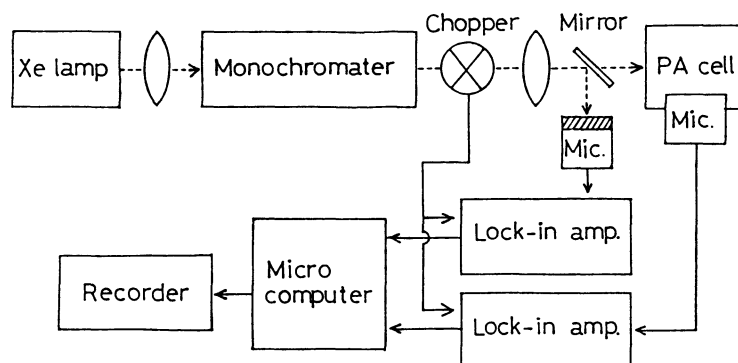 Chopper
Mirror
Xe lamp
Monochromater
PA cell
Mic.
Mic.
Lock-in amp.
Micro
computer
Recorder
Lock-in amp.